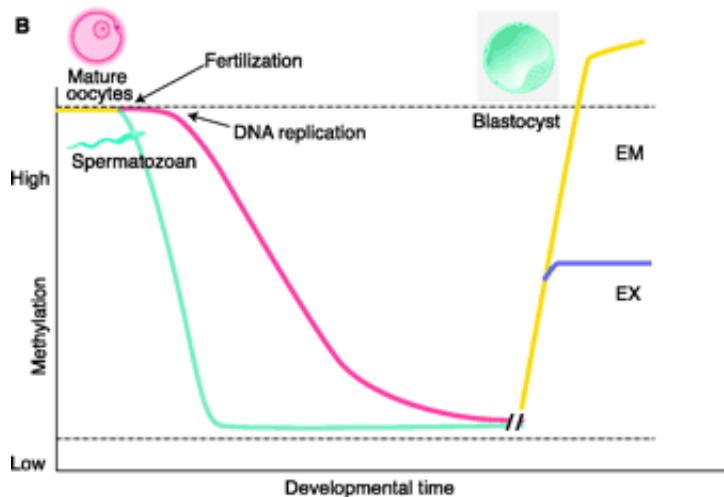 B
Mature
oocytes
Fertilization
DNA replication
Spermatozoan
Blastocyst
High
EM
EX
Methylation
Low
Developmental time